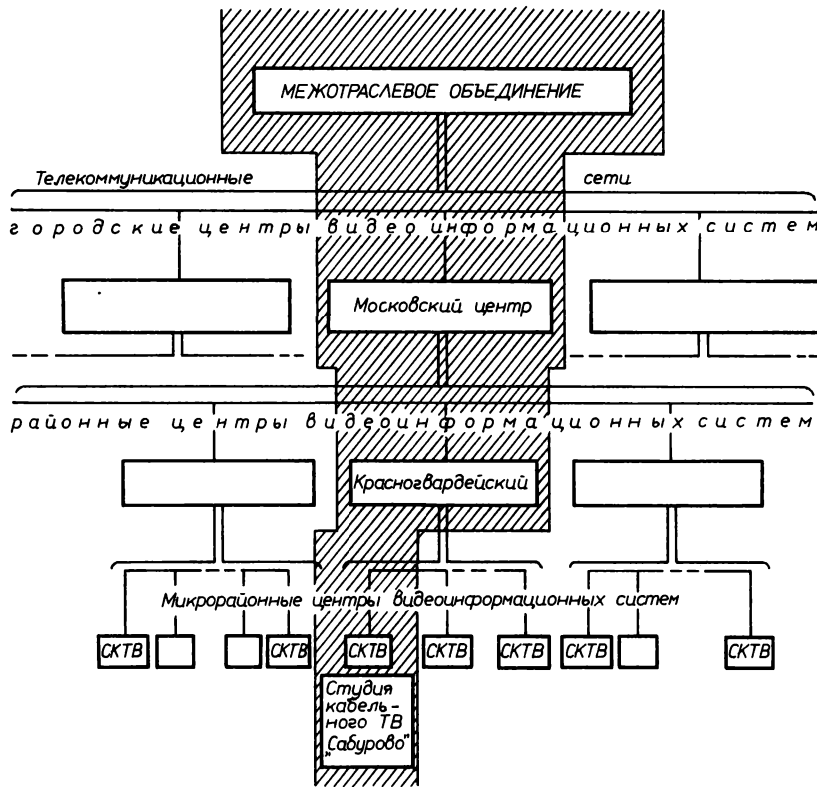 МЕЖОТРАСЛЕВОЕ ОБЪЕДИНЕНИЕ
Телекоммуникационные сети
городские центры видеоинформационных систем
Московский центр
районные центры видеоинформационных систем
Красногвардейский
Микрорайонные центры видеоинформационных систем
СКТВ СКТВ СКТВ СКТВ СКТВ СКТВ СКТВ
Студия
кабель-
ного ТВ
"Сабурово"